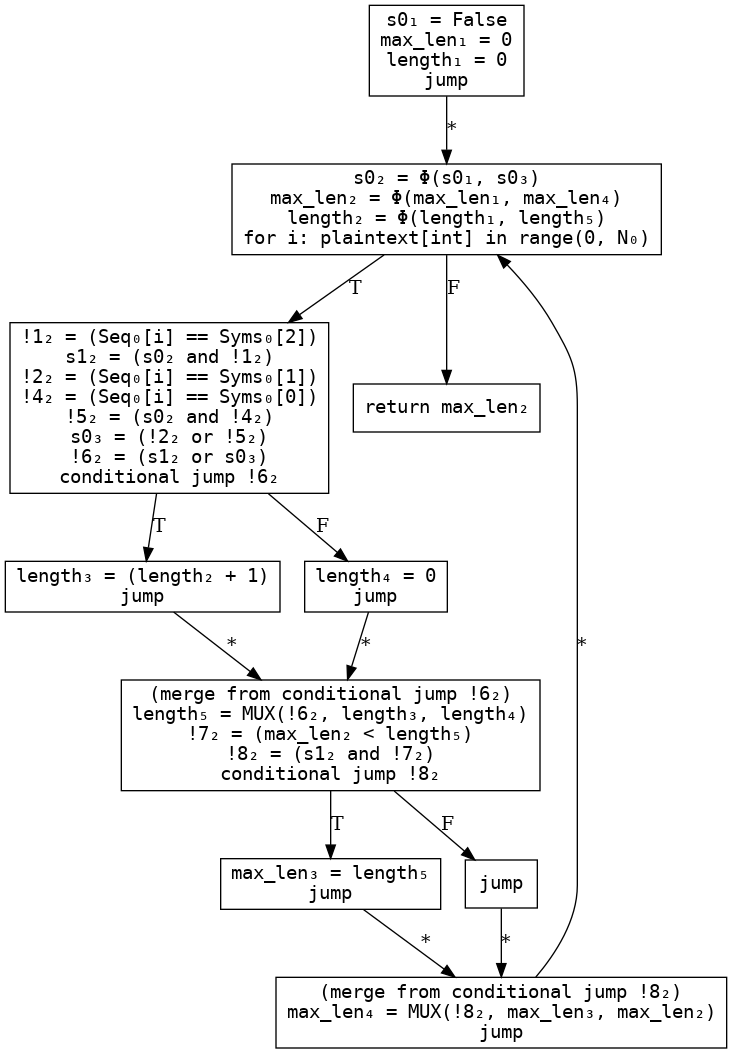 s0₁ = False
max_len₁ = 0
length₁ = 0
jump
*
s0₂ = Φ(s0₁, s0₃)
max_len₂ = Φ(max_len₁, max_len₄)
length₂ = Φ(length₁, length₅)
for i: plaintext[int] in range(0, N₀)
T
F
!1₂ = (Seq₀[i] == Syms₀[2])
s1₂ = (s0₂ and !1₂)
!2₂ = (Seq₀[i] == Syms₀[1])
!4₂ = (Seq₀[i] == Syms₀[0])
!5₂ = (s0₂ and !4₂)
s0₃ = (!2₂ or !5₂)
!6₂ = (s1₂ or s0₃)
conditional jump !6₂
return max_len₂
T
F
length₃ = (length₂ + 1)
jump
length₄ = 0
jump
*
*
*
(merge from conditional jump !6₂)
length₅ = MUX(!6₂, length₃, length₄)
!7₂ = (max_len₂ < length₅)
!8₂ = (s1₂ and !7₂)
conditional jump !8₂
T
F
max_len₃ = length₅
jump
jump
*
*
(merge from conditional jump !8₂)
max_len₄ = MUX(!8₂, max_len₃, max_len₂)
jump